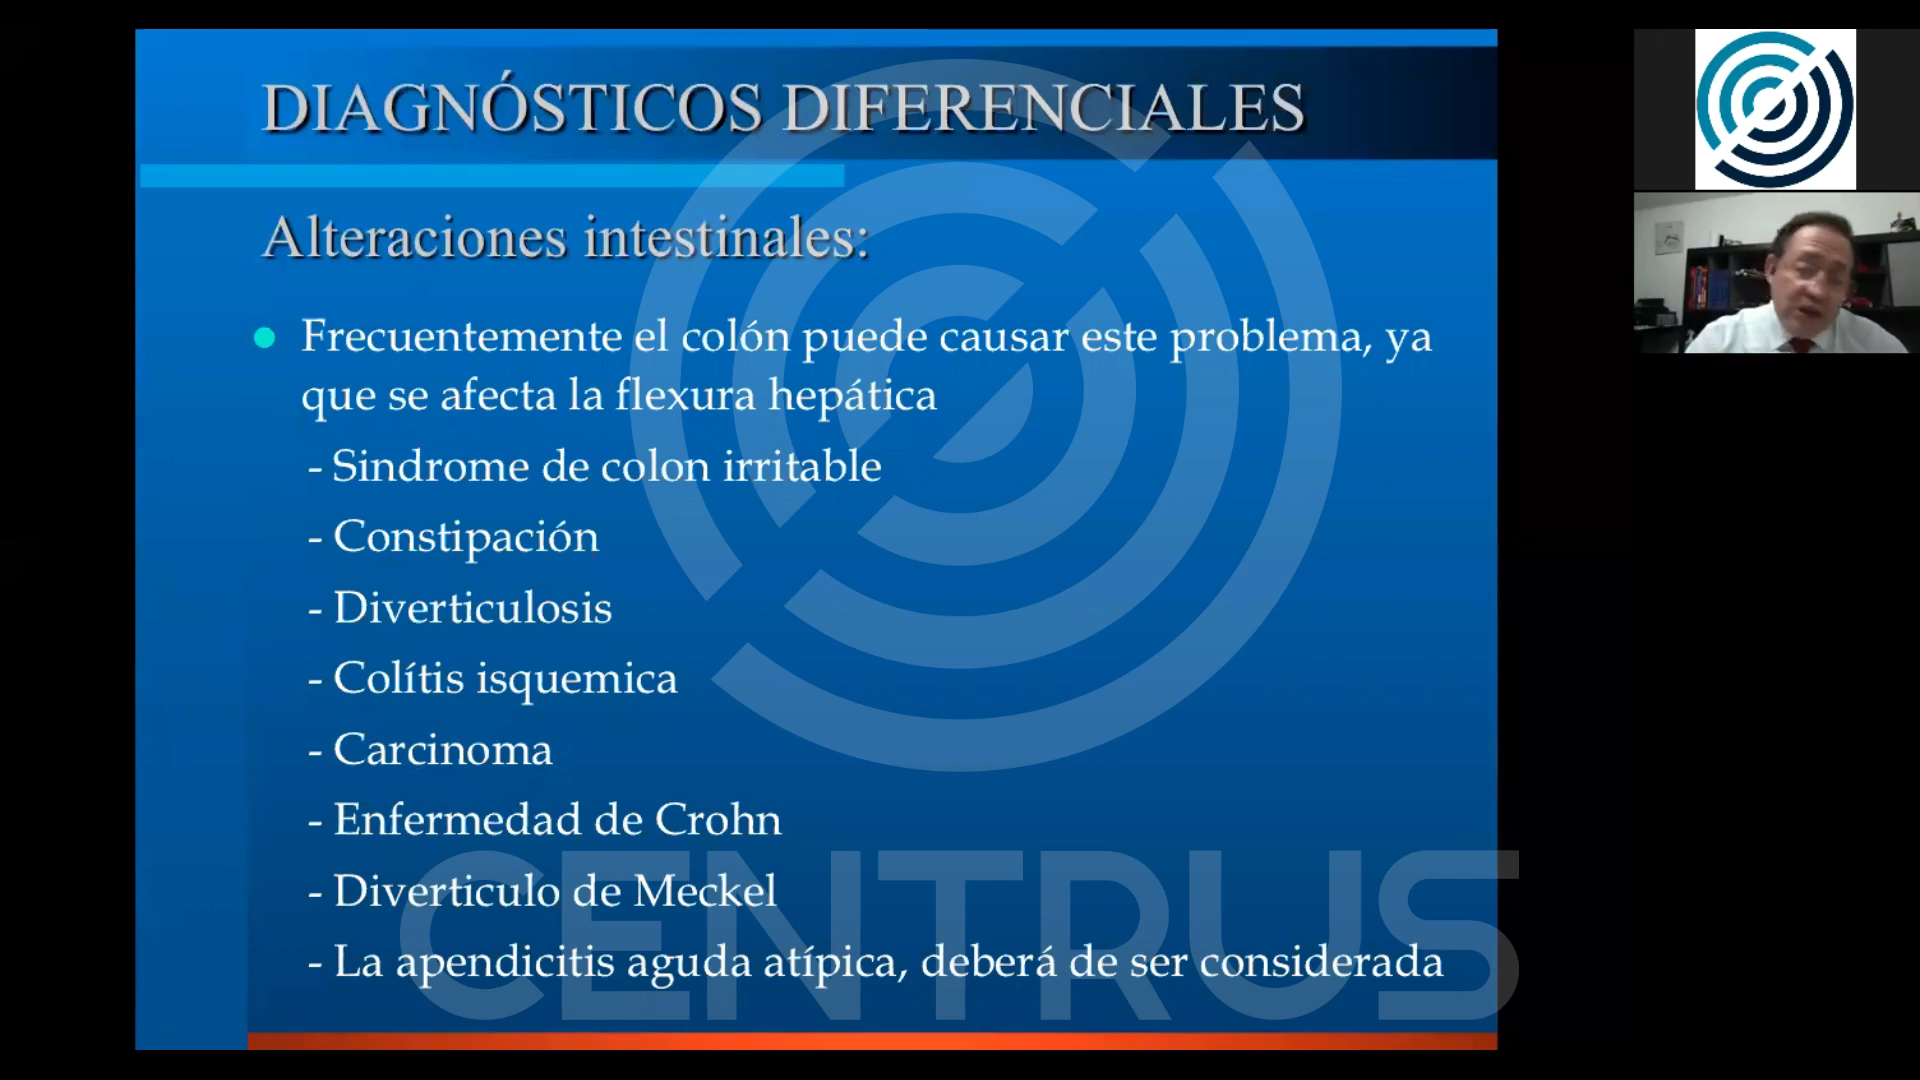 DIAGNÓSTICOS DIFERENCIALES
Alteraciones intestinales:
Frecuentemente el colón puede causar este problema, ya
que se afecta la flexura hepática
- Sindrome de colon irritable
- Constipación
- Diverticulosis
- Colítis isquemica
- Carcinoma
- Enfermedad de Crohn
- Diverticulo de Meckel
- La apendicitis aguda atípica, deberá de ser considerada
CENTRUS